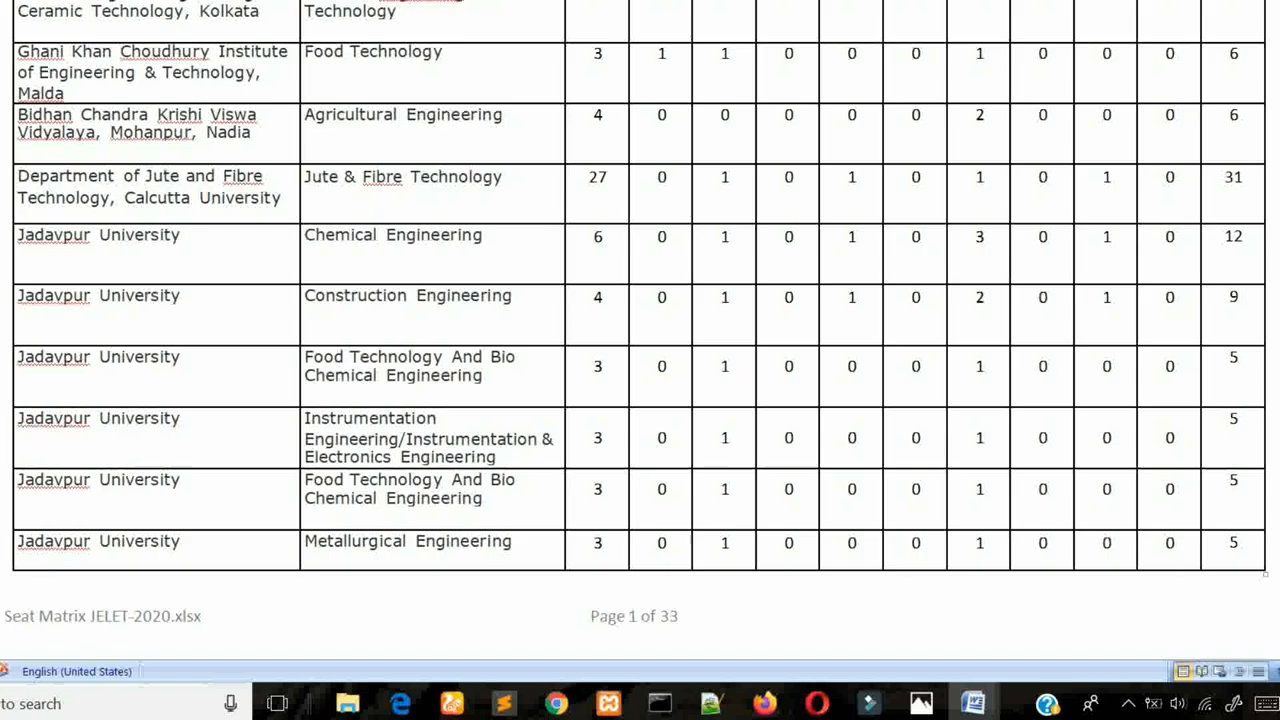 Ceramic Technology, Kolkata Technology
Ghani Khan Choudhury Institute of Engineering & Technology, Malda Food Technology 3 1 1 0 0 0 1 0 0 0 6
Bidhan Chandra Krishi Viswa Vidyalaya, Mohanpur, Nadia Agricultural Engineering 4 0 0 0 0 0 2 0 0 0 6
Department of Jute and Fibre Technology, Calcutta University Jute & Fibre Technology 27 0 1 0 1 0 1 0 1 0 31
Jadavpur University Chemical Engineering 6 0 1 0 1 0 3 0 1 0 12
Jadavpur University Construction Engineering 4 0 1 0 1 0 2 0 1 0 9
Jadavpur University Food Technology And Bio Chemical Engineering 3 0 1 0 0 0 1 0 0 0 5
Jadavpur University Instrumentation Engineering/Instrumentation & Electronics Engineering 3 0 1 0 0 0 1 0 0 0 5
Jadavpur University Food Technology And Bio Chemical Engineering 3 0 1 0 0 0 1 0 0 0 5
Jadavpur University Metallurgical Engineering 3 0 1 0 0 0 1 0 0 0 5
Seat Matrix JELET-2020.xlsx Page 1 of 33
English (United States)
to search